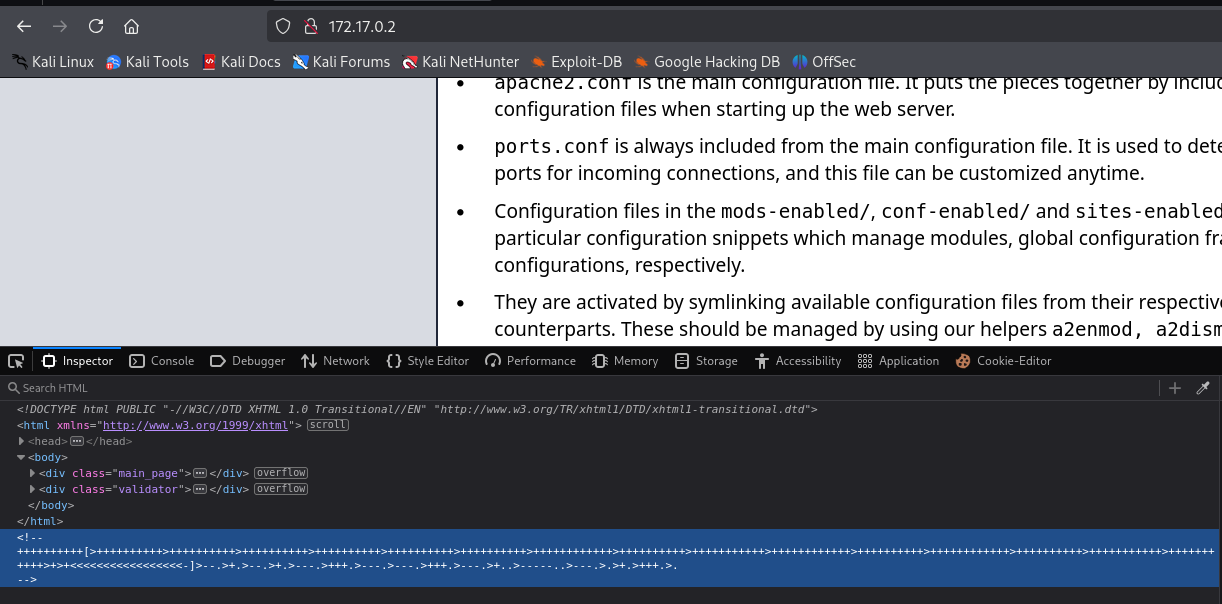 172.17.0.2
Kali Linux Kali Tools Kali Docs Kali Forums Kali NetHunter Exploit-DB Google Hacking DB OffSec
apache2.conf is the main configuration file. It puts the pieces together by inclu
configuration files when starting up the web server.
ports.conf is always included from the main configuration file. It is used to dete
ports for incoming connections, and this file can be customized anytime.
Configuration files in the mods-enabled/, conf-enabled/ and sites-enabled
particular configuration snippets which manage modules, global configuration fra
configurations, respectively.
They are activated by symlinking available configuration files from their respectiv
counterparts. These should be managed by using our helpers a2enmod, a2dism
Inspector Console Debugger Network Style Editor Performance Memory Storage Accessibility Application Cookie-Editor
Search HTML
<!DOCTYPE html PUBLIC "-//W3C//DTD XHTML 1.0 Transitional//EN" "http://www.w3.org/TR/xhtml1/DTD/xhtml1-transitional.dtd">
<html xmlns="http://www.w3.org/1999/xhtml"> scroll
<head> ••• </head>
<body>
<div class="main_page"> ••• </div> overflow
<div class="validator"> ••• </div> overflow
</body>
</html>
<!--
++++++++++[>++++++++++>++++++++++>++++++++++>++++++++++>++++++++++>++++++++++>++++++++++++>++++++++++>+++++++++++>++++++++++++>++++++++++>++++++++++++>++++++++++>+++++++++++>+++++++
++++>+>+<<<<<<<<<<<<<<<<<-]>--.>+.>--.>+.>---.>+++.>---.>---.>+++.>---.>+..>-----..>---.>.>+.>+++.>.
-->